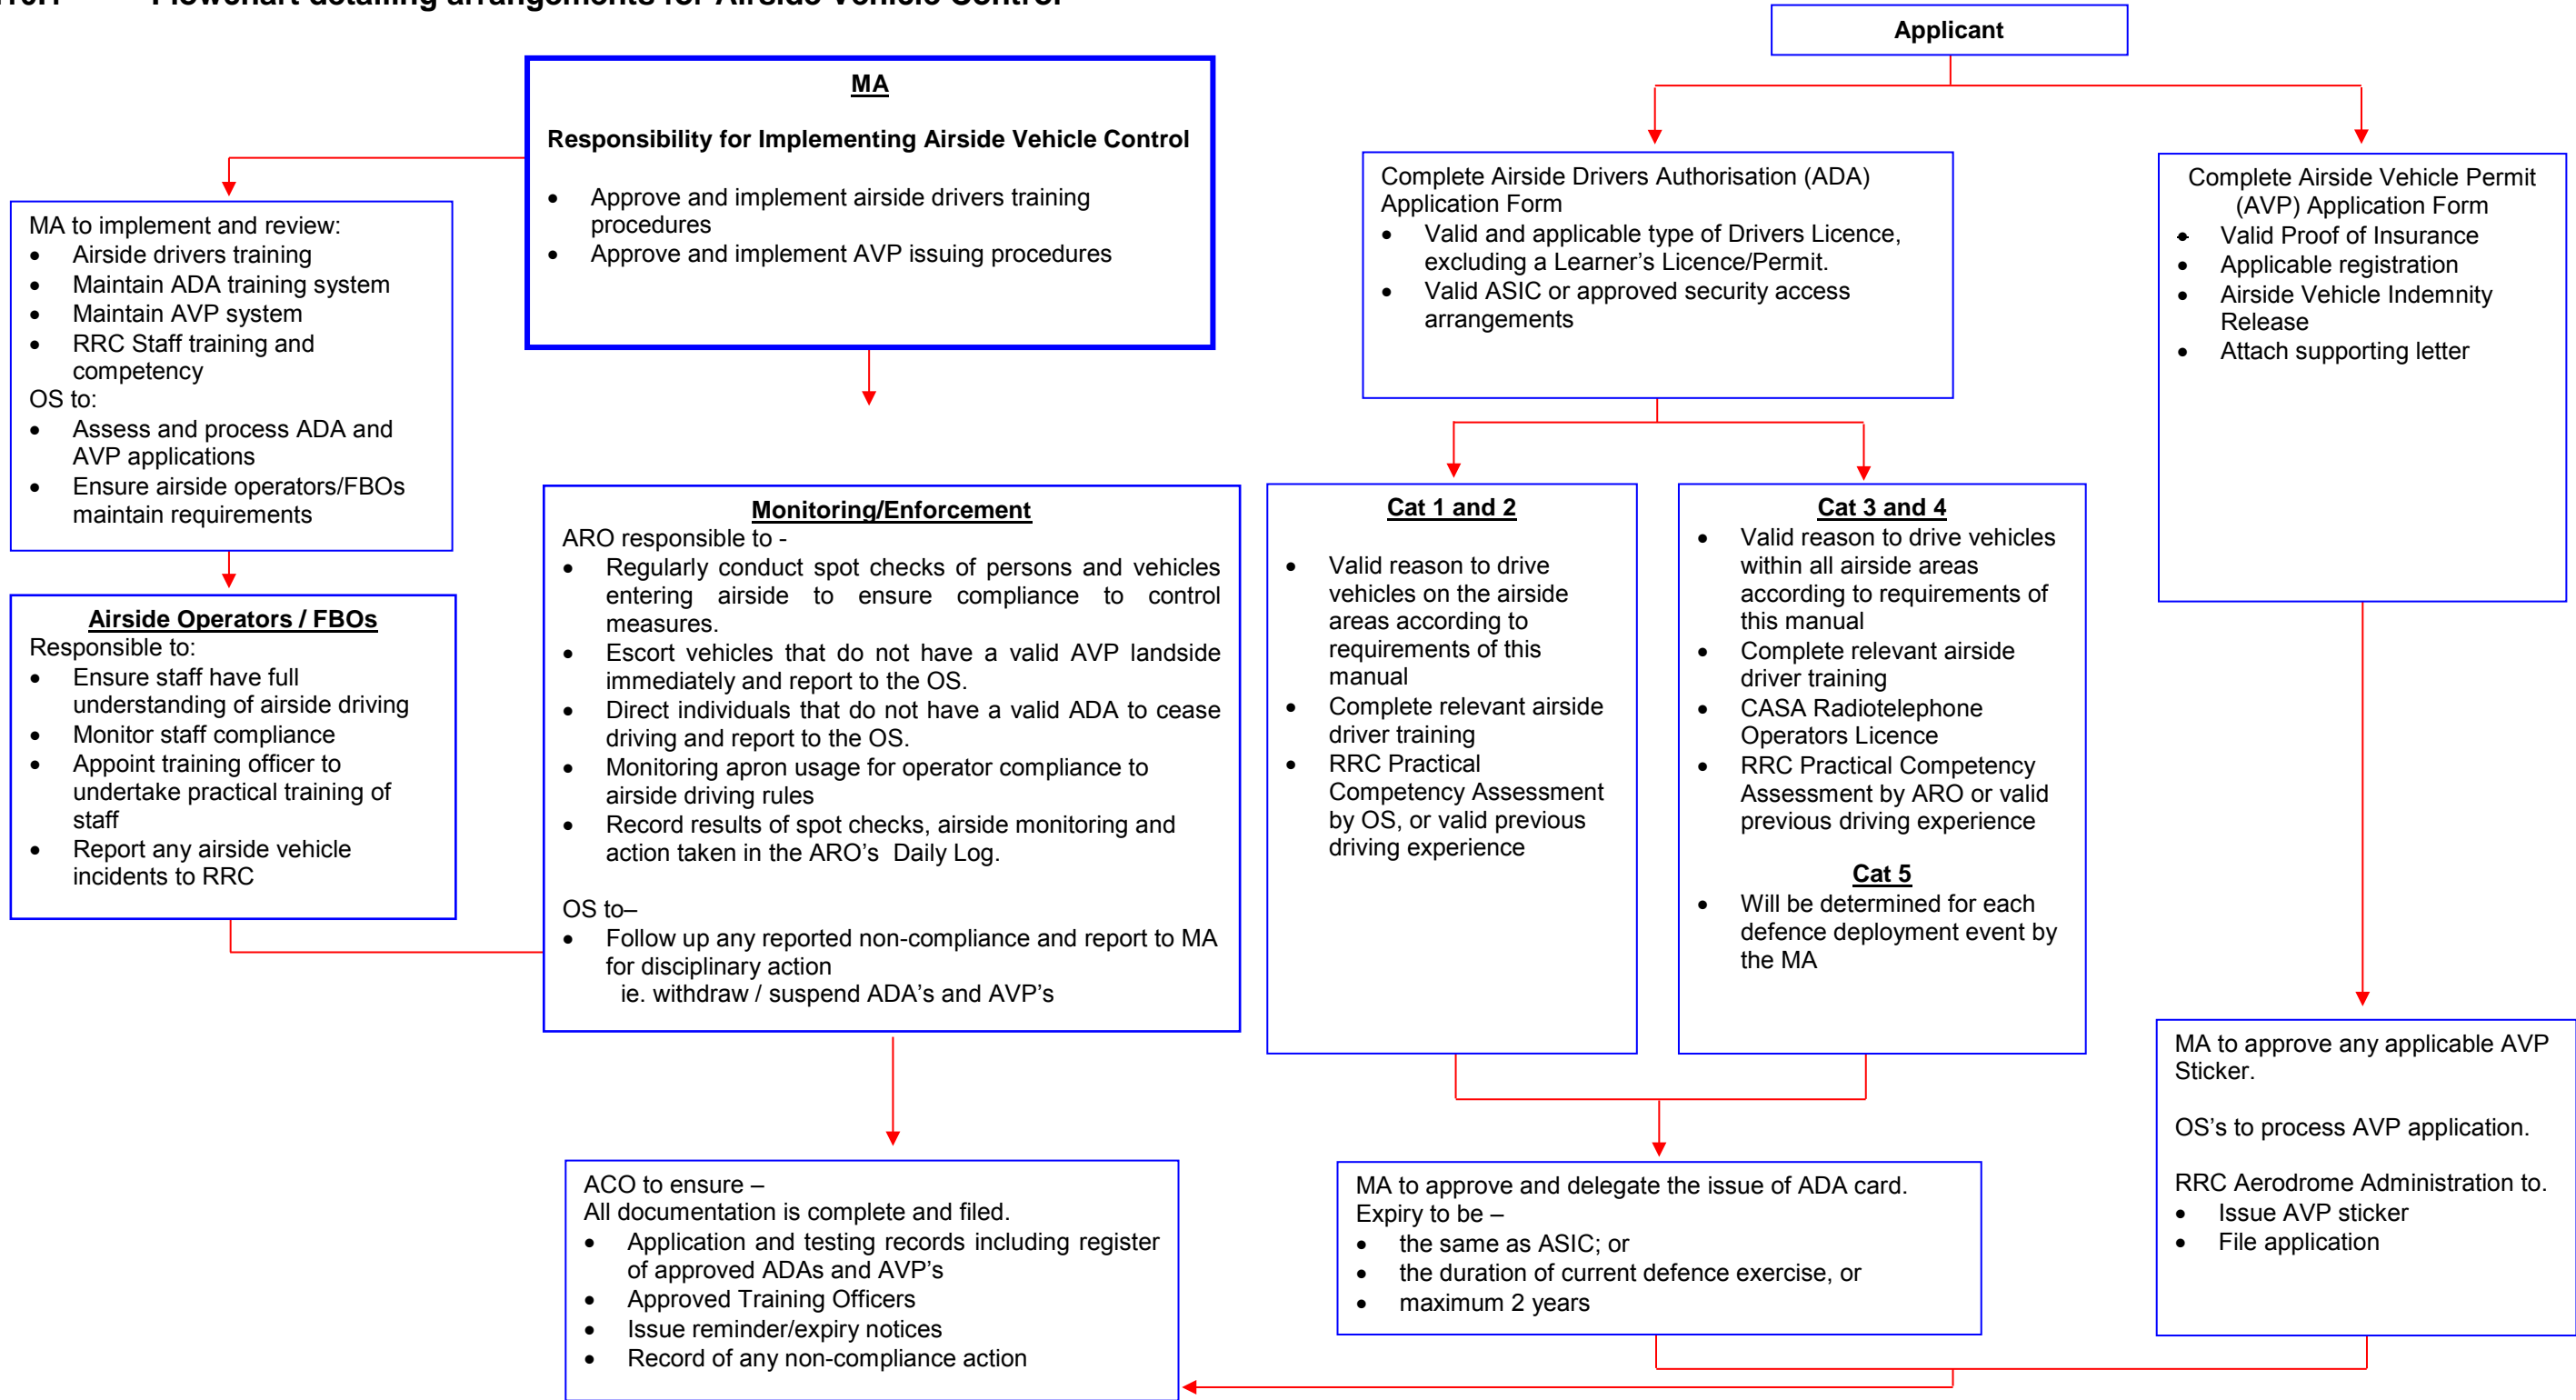 Flowchart detailing arrangements for Airside Vehicle Control
Applicant
MA
Responsibility for Implementing Airside Vehicle Control
• Approve and implement airside drivers training
procedures
• Approve and implement AVP issuing procedures
MA to implement and review:
• Airside drivers training
• Maintain ADA training system
• Maintain AVP system
• RRC Staff training and
competency
OS to:
• Assess and process ADA and
AVP applications
• Ensure airside operators/FBOs
maintain requirements
Airside Operators / FBOs
Responsible to:
• Ensure staff have full
understanding of airside driving
• Monitor staff compliance
• Appoint training officer to
undertake practical training of
staff
• Report any airside vehicle
incidents to RRC
Monitoring/Enforcement
ARO responsible to -
• Regularly conduct spot checks of persons and vehicles
entering airside to ensure compliance to control
measures.
• Escort vehicles that do not have a valid AVP landside
immediately and report to the OS.
• Direct individuals that do not have a valid ADA to cease
driving and report to the OS.
• Monitoring apron usage for operator compliance to
airside driving rules
• Record results of spot checks, airside monitoring and
action taken in the ARO’s Daily Log.
OS to–
• Follow up any reported non-compliance and report to MA
for disciplinary action
ie. withdraw / suspend ADA’s and AVP’s
ACO to ensure –
All documentation is complete and filed.
• Application and testing records including register
of approved ADAs and AVP’s
• Approved Training Officers
• Issue reminder/expiry notices
• Record of any non-compliance action
Complete Airside Drivers Authorisation (ADA)
Application Form
• Valid and applicable type of Drivers Licence,
excluding a Learner’s Licence/Permit.
• Valid ASIC or approved security access
arrangements
Cat 1 and 2
• Valid reason to drive
vehicles on the airside
areas according to
requirements of this
manual
• Complete relevant airside
driver training
• RRC Practical
Competency Assessment
by OS, or valid previous
driving experience
Cat 3 and 4
• Valid reason to drive vehicles
within all airside areas
according to requirements of
this manual
• Complete relevant airside
driver training
• CASA Radiotelephone
Operators Licence
• RRC Practical Competency
Assessment by ARO or valid
previous driving experience
Cat 5
• Will be determined for each
defence deployment event by
the MA
MA to approve and delegate the issue of ADA card.
Expiry to be –
• the same as ASIC; or
• the duration of current defence exercise, or
• maximum 2 years
Complete Airside Vehicle Permit
(AVP) Application Form
• Valid Proof of Insurance
• Applicable registration
• Airside Vehicle Indemnity
Release
• Attach supporting letter
MA to approve any applicable AVP
Sticker.
OS’s to process AVP application.
RRC Aerodrome Administration to.
• Issue AVP sticker
• File application